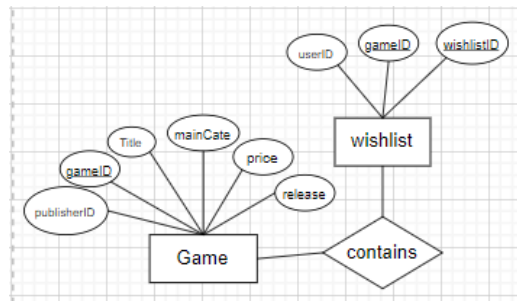 userID
gameID
wishlistID
wishlist
Title
mainCate
gameID
price
publisherID
release
Game
contains